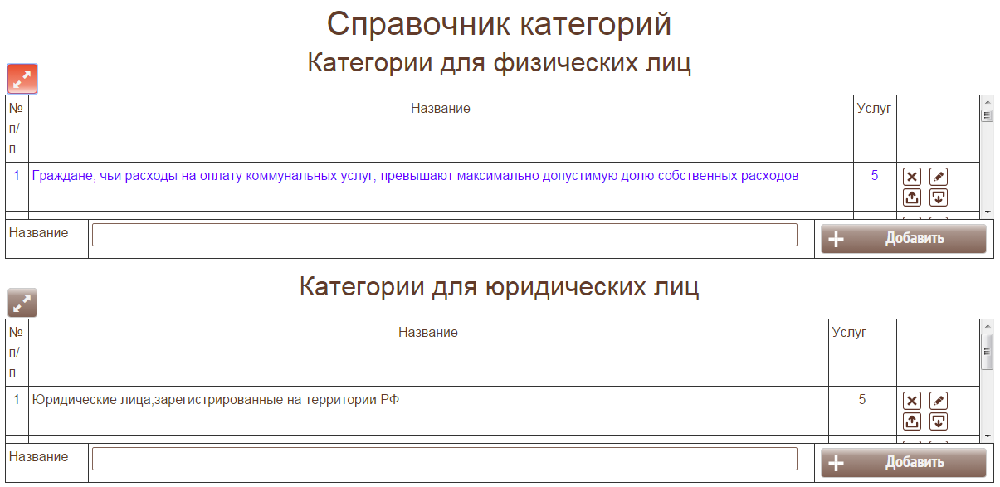 Справочник категорий
Категории для физических лиц
№ п/п Название Услуг
1 Граждане, чьи расходы на оплату коммунальных услуг, превышают максимально допустимую долю собственных расходов 5
Название Добавить
Категории для юридических лиц
№ п/п Название Услуг
1 Юридические лица,зарегистрированные на территории РФ 5
Название Добавить